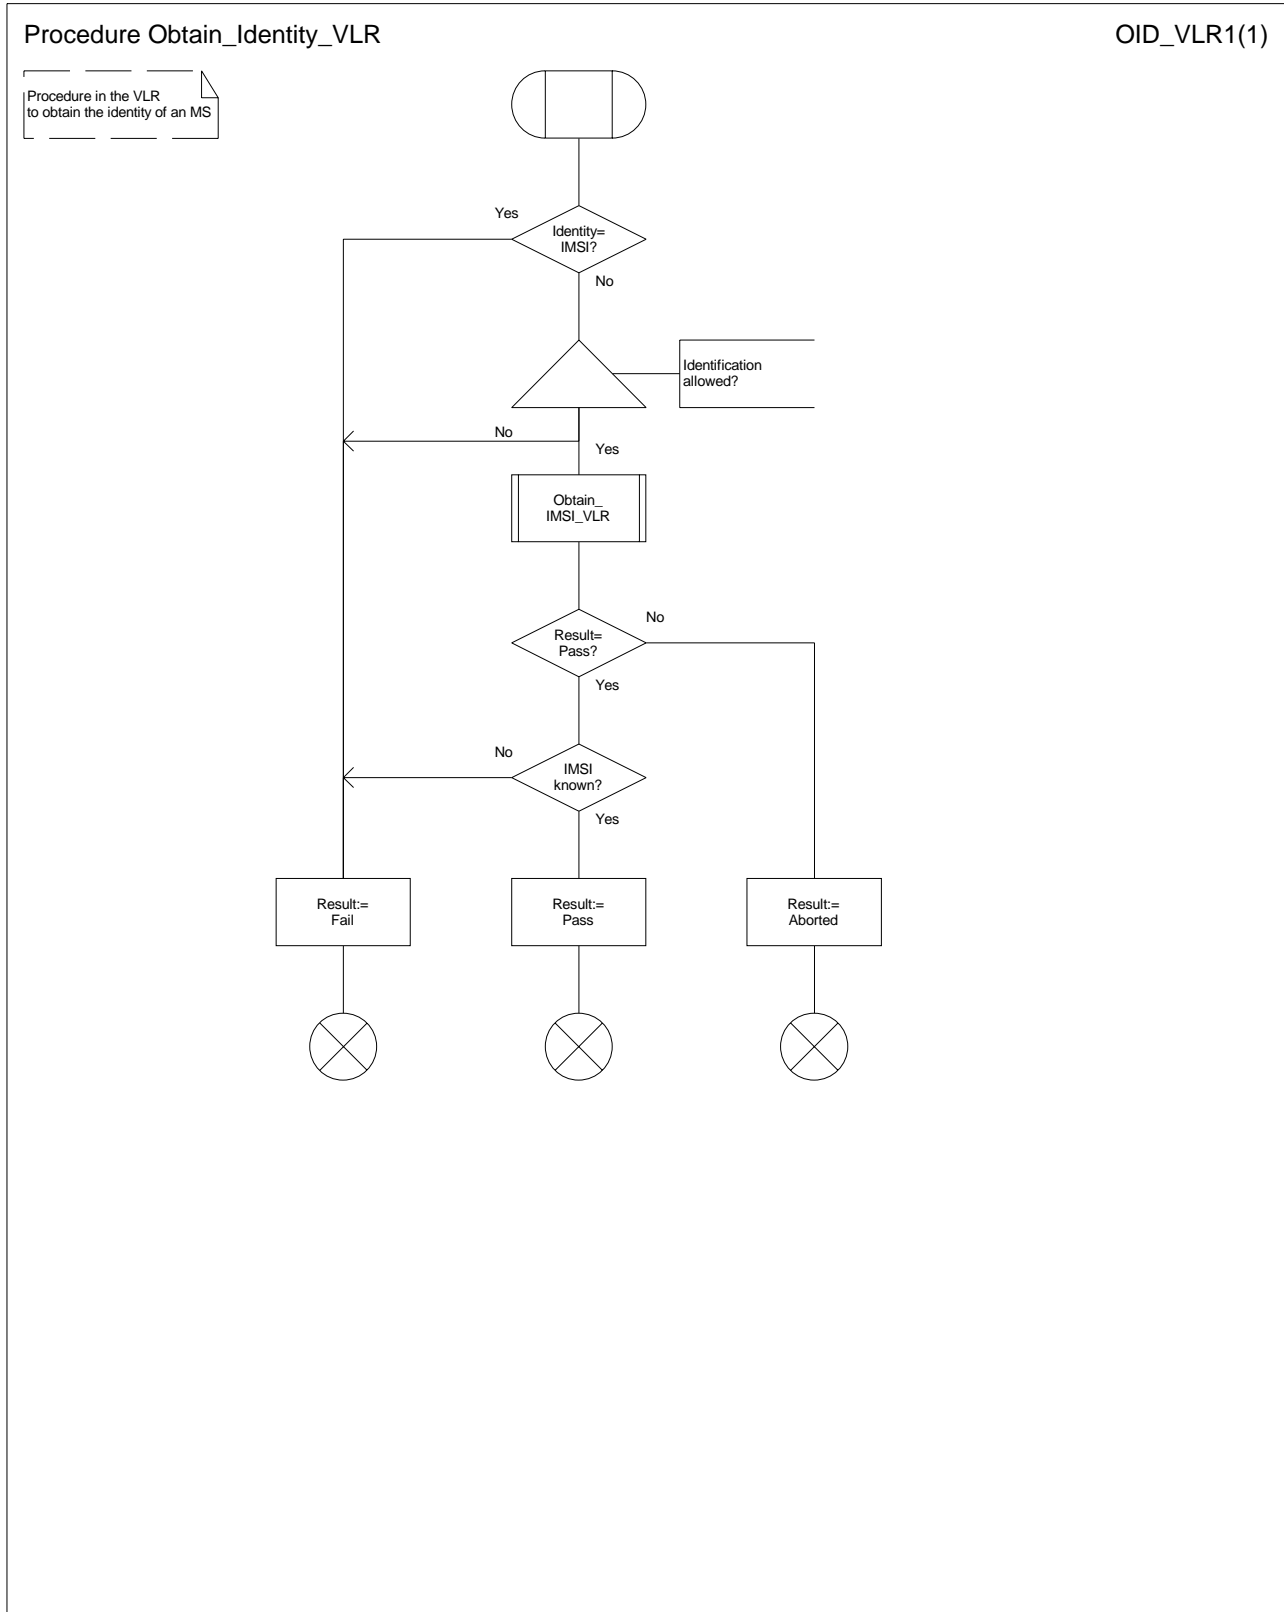 Procedure Obtain_Identity_VLR
OID_VLR1(1)
Procedure in the VLR
to obtain the identity of an MS
Yes
Identity=
IMSI?
No
Identification
allowed?
No
Yes
Obtain_
IMSI_VLR
No
Result=
Pass?
Yes
No
IMSI
known?
Yes
Result:=
Fail
Result:=
Pass
Result:=
Aborted